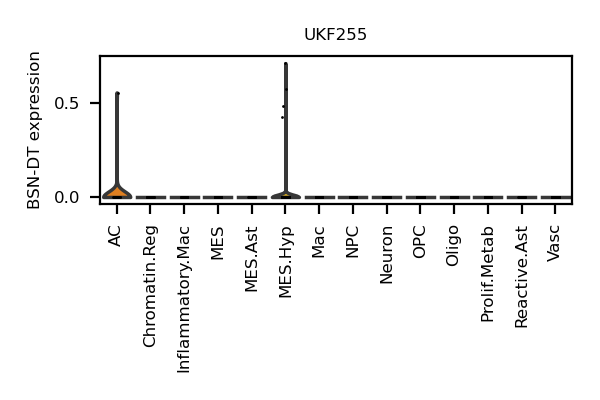 UKF255
BSN-DT expression
0.5
0.0
AC
Chromatin.Reg
Inflammatory.Mac
MES
MES.Ast
MES.Hyp
Mac
NPC
Neuron
OPC
Oligo
Prolif.Metab
Reactive.Ast
Vasc